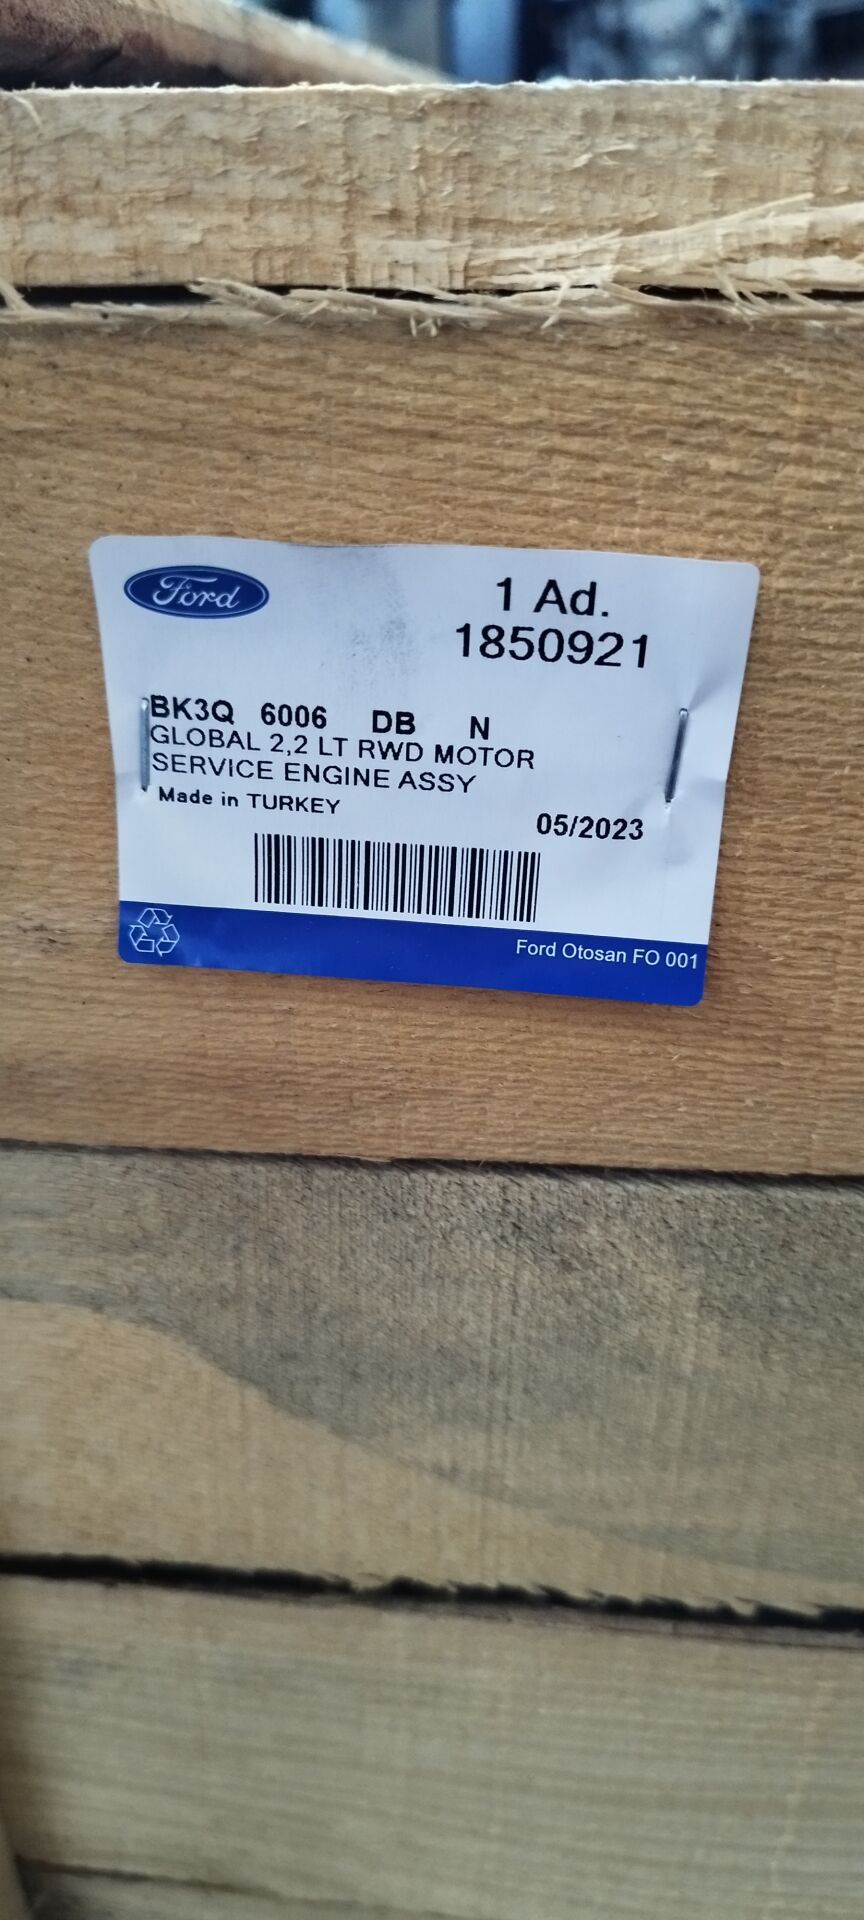 Ford
1 Ad.
1850921
BK3Q 6006 DB N
GLOBAL 2,2 LT RWD MOTOR
SERVICE ENGINE ASSY
Made in TURKEY
05/2023
Ford Otosan FO 001